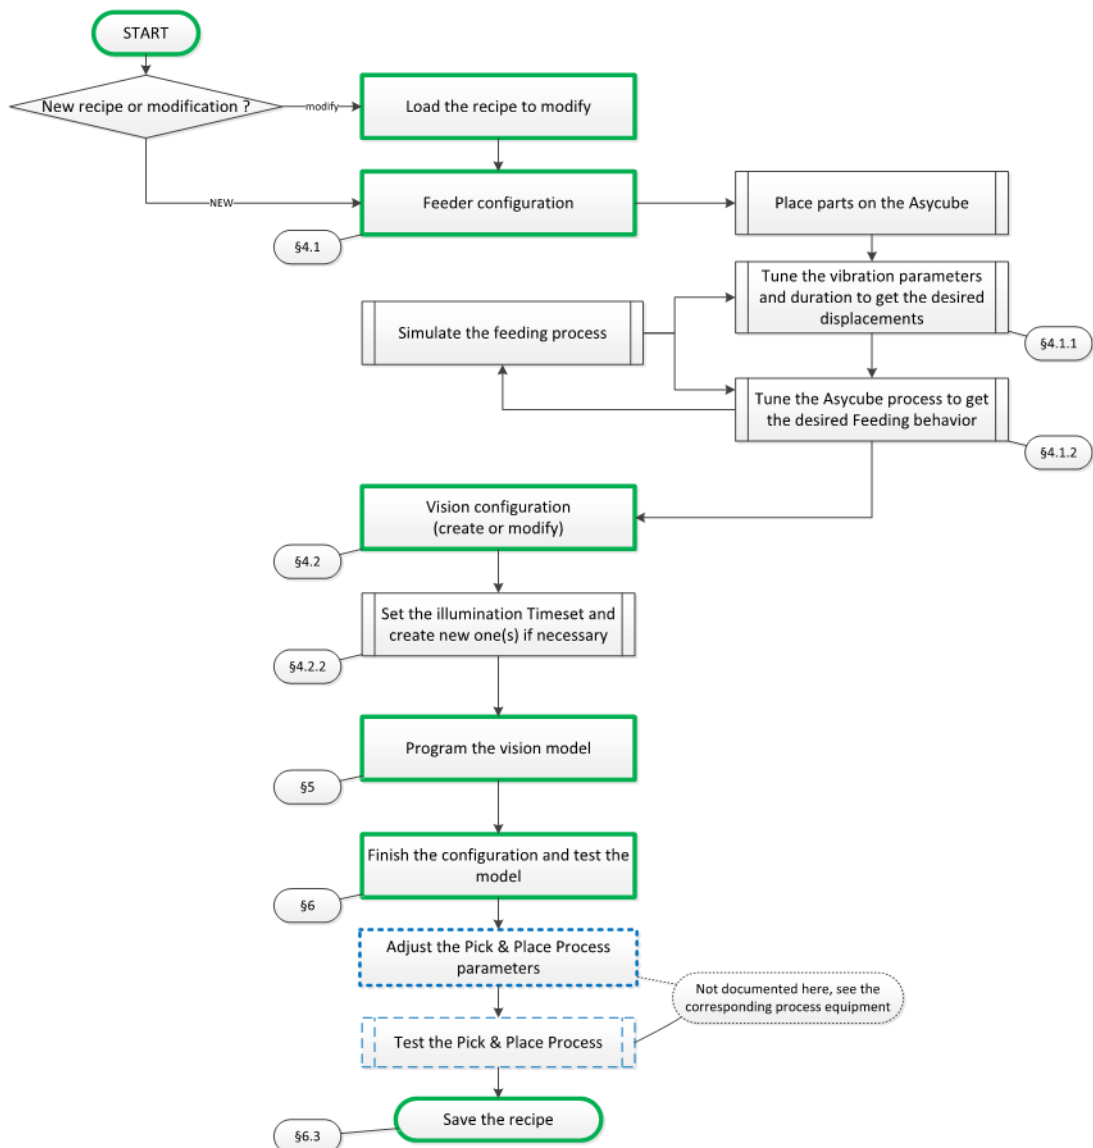 START
New recipe or modification ?
modify
Load the recipe to modify
NEW
Feeder configuration
§4.1
Place parts on the Asycube
Tune the vibration parameters
and duration to get the desired
displacements
§4.1.1
Simulate the feeding process
Tune the Asycube process to get
the desired Feeding behavior
§4.1.2
Vision configuration
(create or modify)
§4.2
Set the illumination Timeset and
create new one(s) if necessary
§4.2.2
Program the vision model
§5
Finish the configuration and test the
model
§6
Adjust the Pick & Place Process
parameters
Not documented here, see the
corresponding process equipment
Test the Pick & Place Process
Save the recipe
§6.3